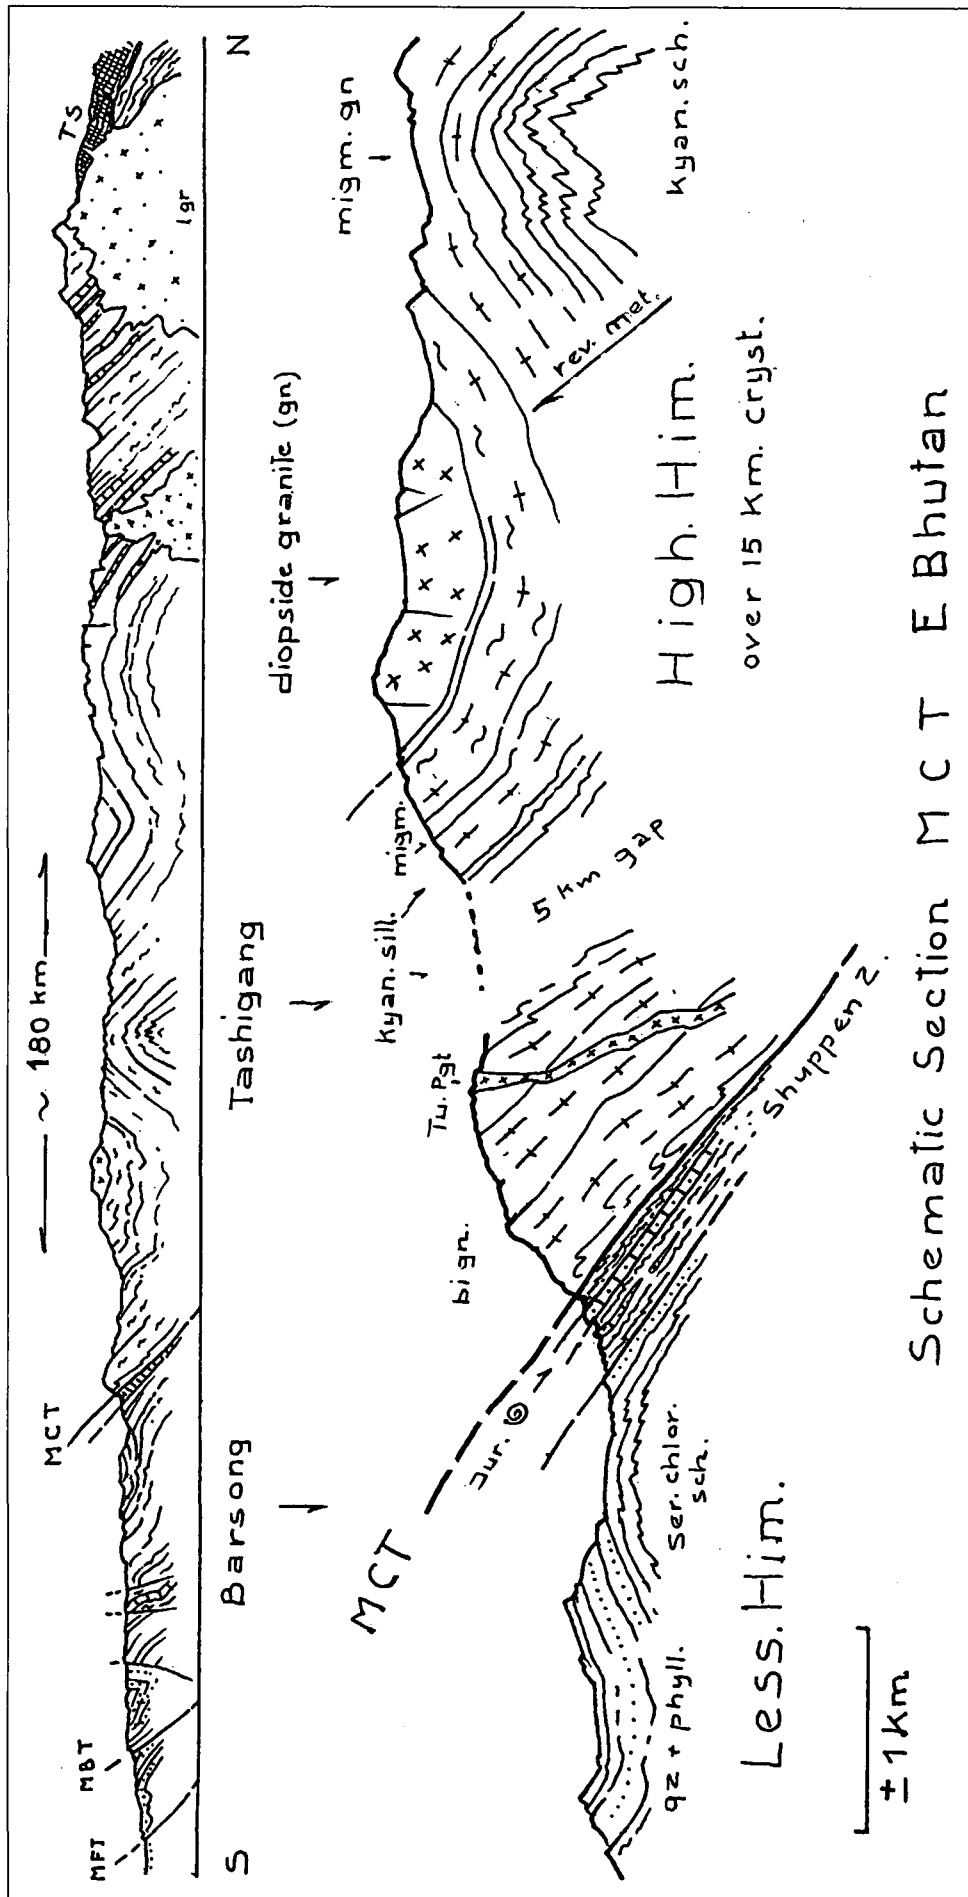 ~ 180 km
MFT
MBT
MCT
TS
1gr
S
N
Barsong
Tashigang
diopside granite (gn)
migm. gn
kyan. sill.
migm.
Tu. Pgt
bi gn.
MCT
Jur.
5 km gap
rev. met.
kyan. sch.
Shuppen z.
Ser. chlor.
sch.
qz + phyll.
Less. Him.
High. Him.
over 15 km. cryst.
± 1 km
Schematic Section MCT E Bhutan